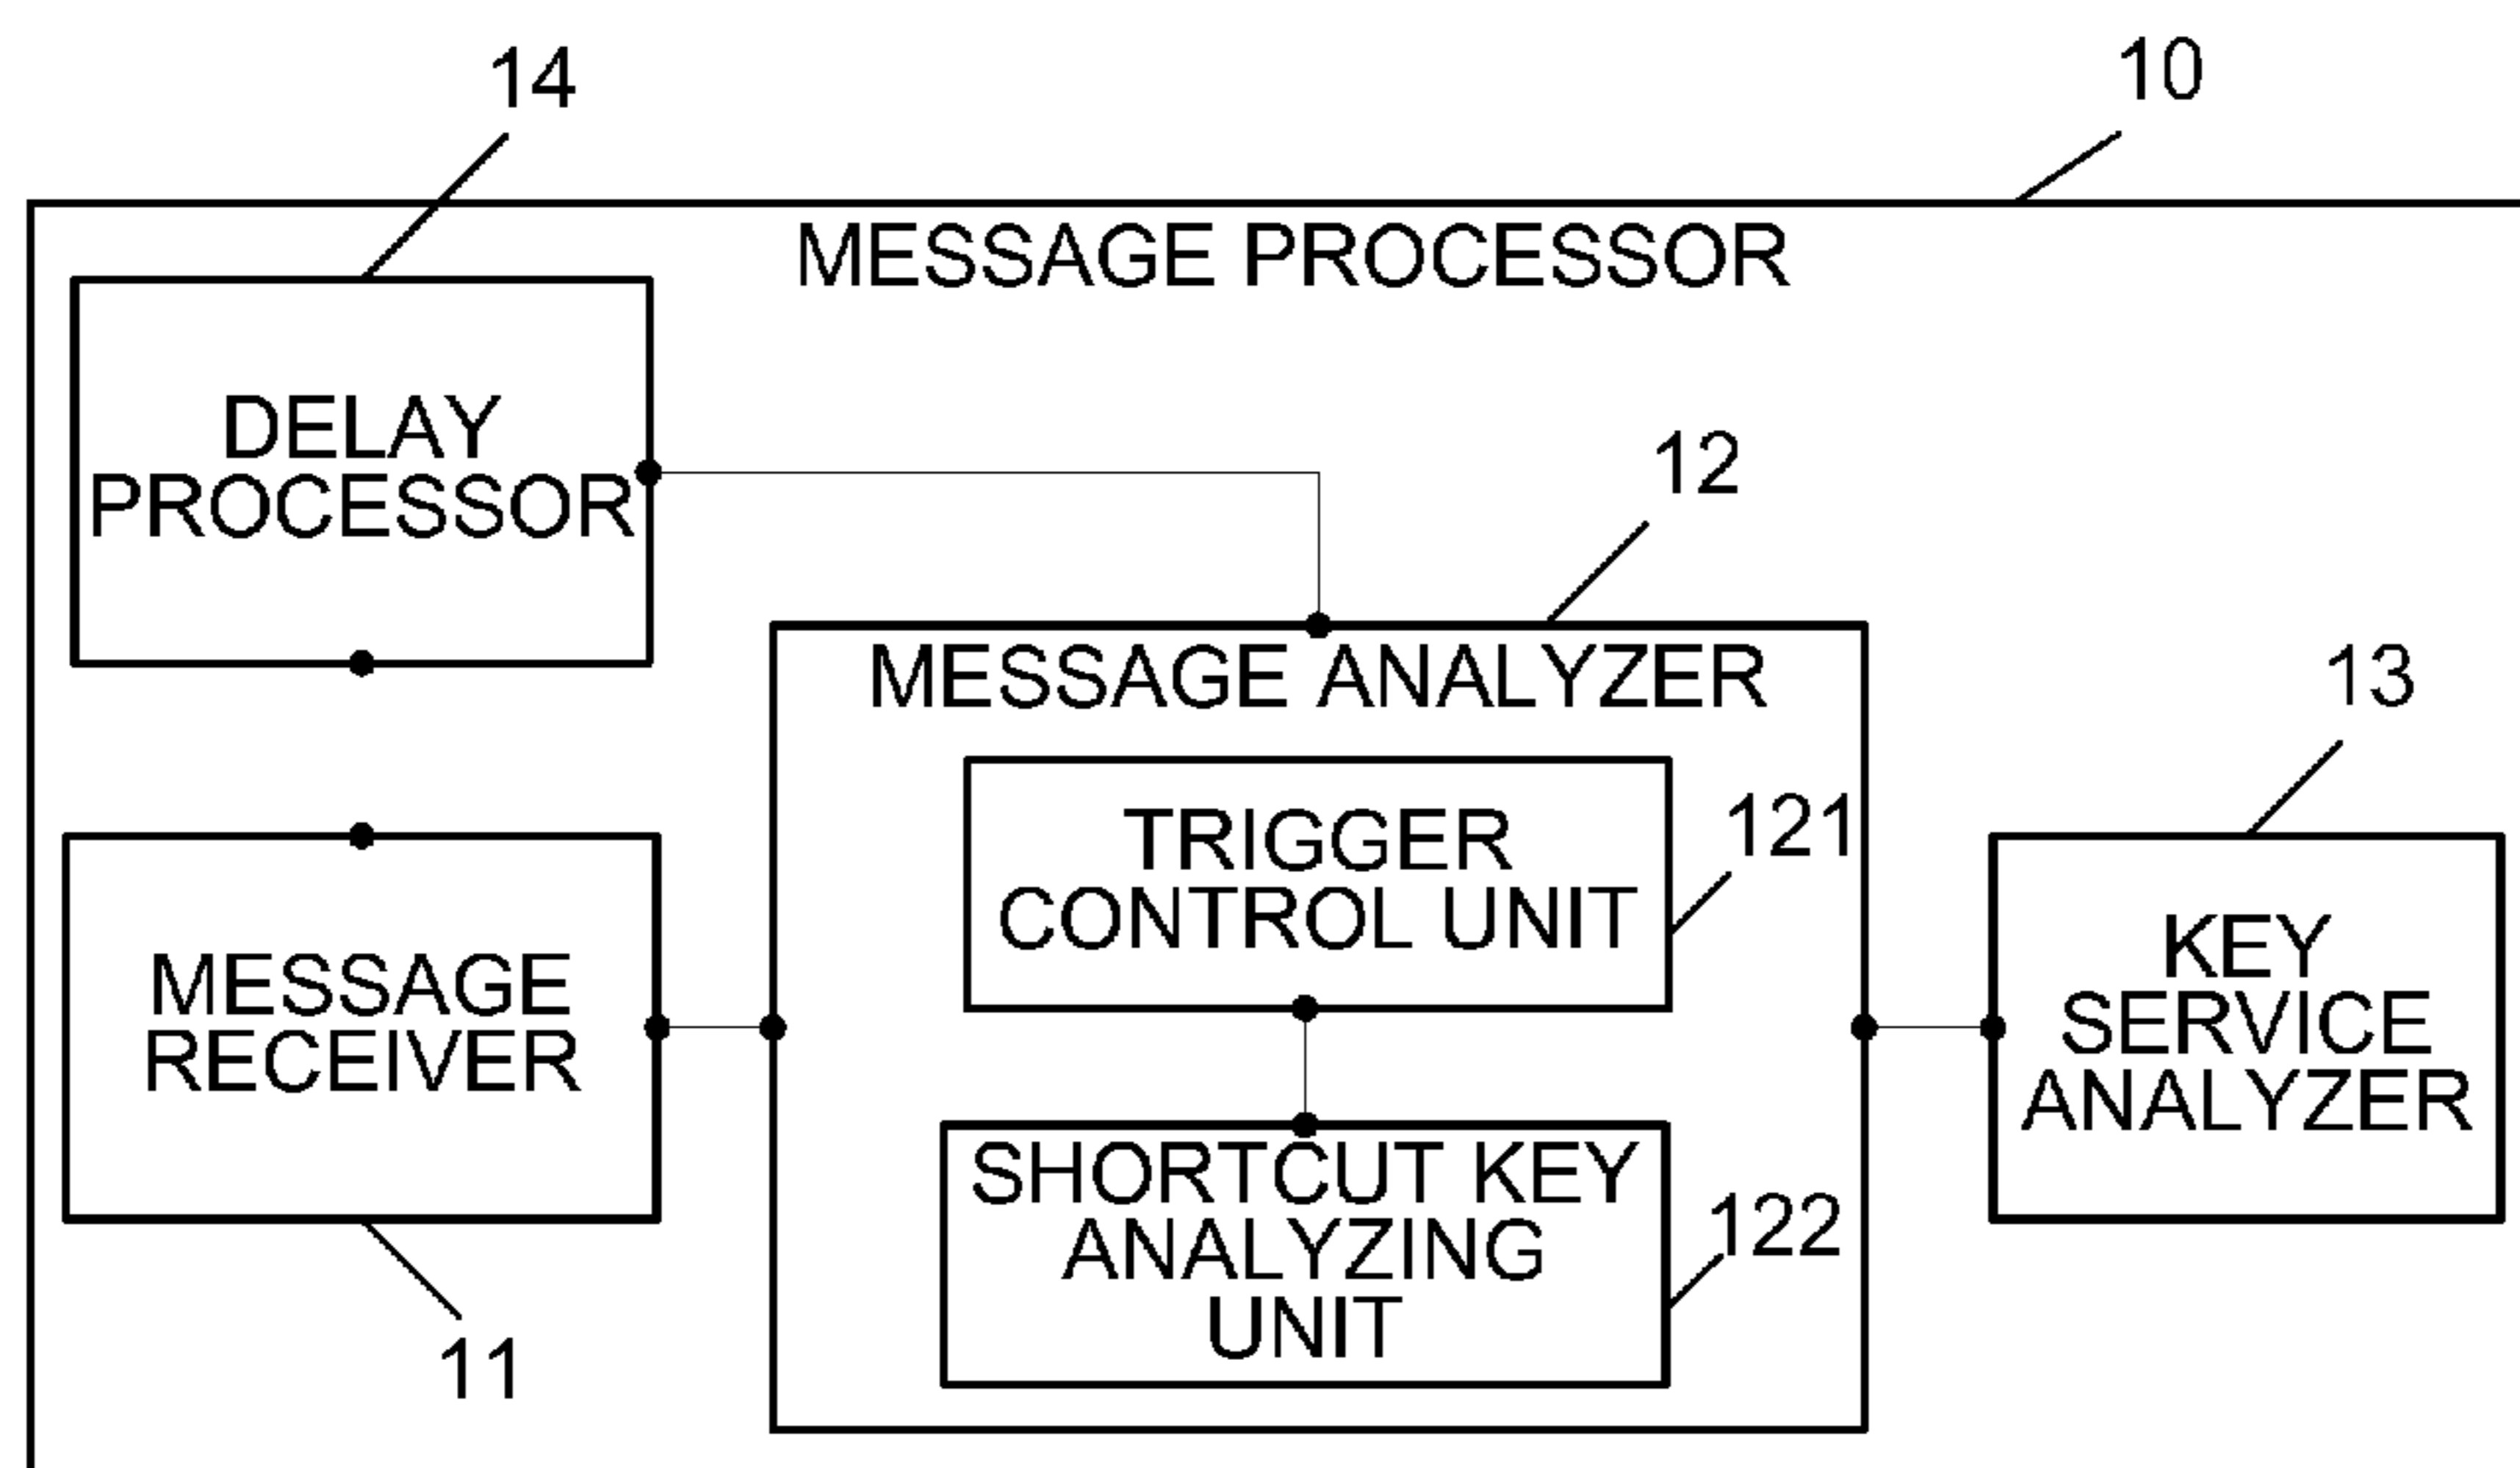 14
10
MESSAGE PROCESSOR
DELAY
PROCESSOR
12
MESSAGE ANALYZER
13
TRIGGER
CONTROL UNIT
121
MESSAGE
RECEIVER
KEY
SERVICE
ANALYZER
SHORTCUT KEY
ANALYZING
UNIT
122
11